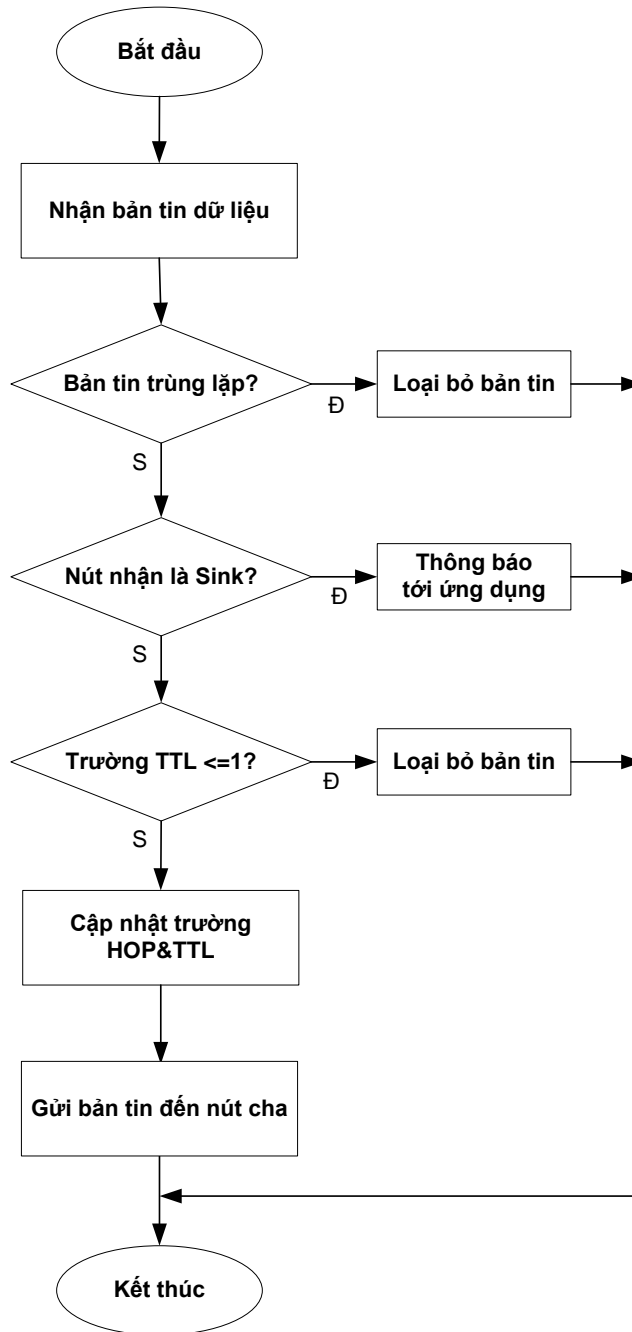 Bắt đầu
Nhận bản tin dữ liệu
Bản tin trùng lặp?
Đ
Loại bỏ bản tin
S
Nút nhận là Sink?
Đ
Thông báo
tới ứng dụng
S
Trường TTL <=1?
Đ
Loại bỏ bản tin
S
Cập nhật trường
HOP&TTL
Gửi bản tin đến nút cha
Kết thúc